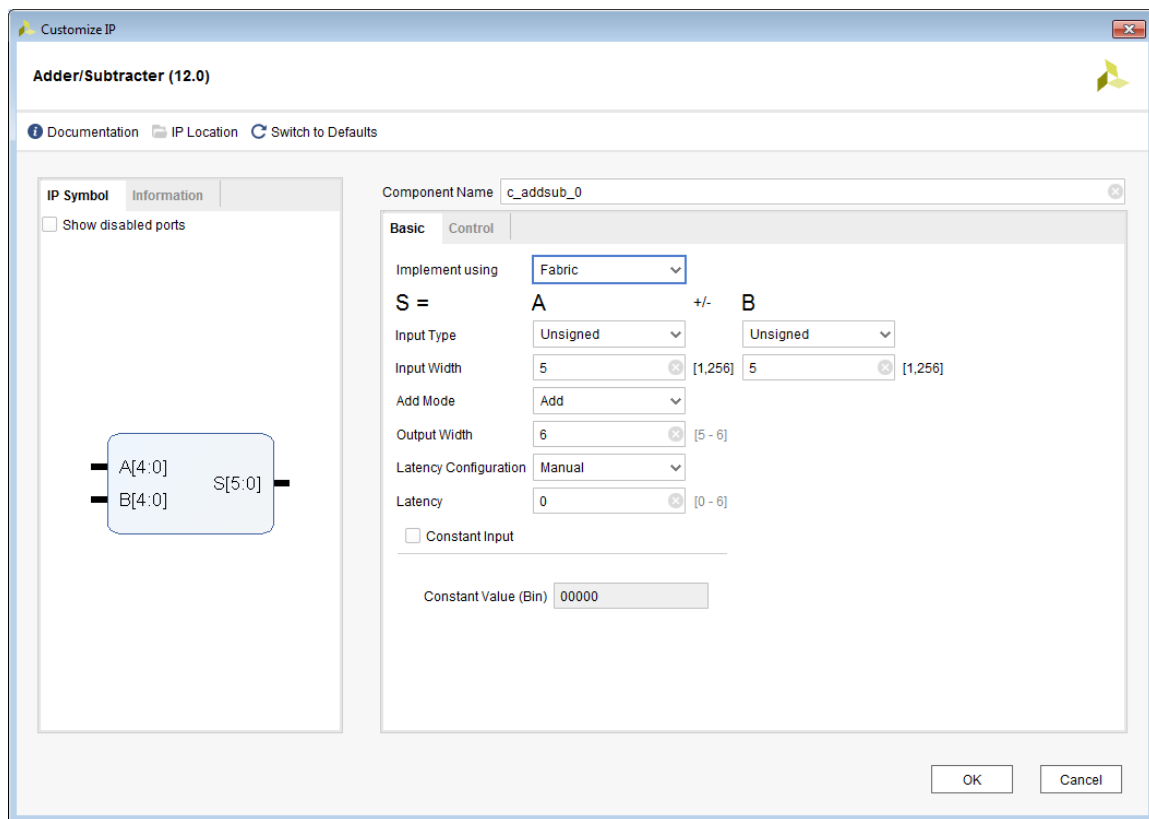 Customize IP
Adder/Subtracter (12.0)
Documentation IP Location Switch to Defaults
IP Symbol Information
Show disabled ports
A[4:0]
B[4:0]
S[5:0]
Component Name c_addsub_0
Basic Control
Implement using Fabric
S = A +/- B
Input Type Unsigned Unsigned
Input Width 5 [1,256] 5 [1,256]
Add Mode Add
Output Width 6 [5 - 6]
Latency Configuration Manual
Latency 0 [0 - 6]
Constant Input
Constant Value (Bin) 00000
OK Cancel